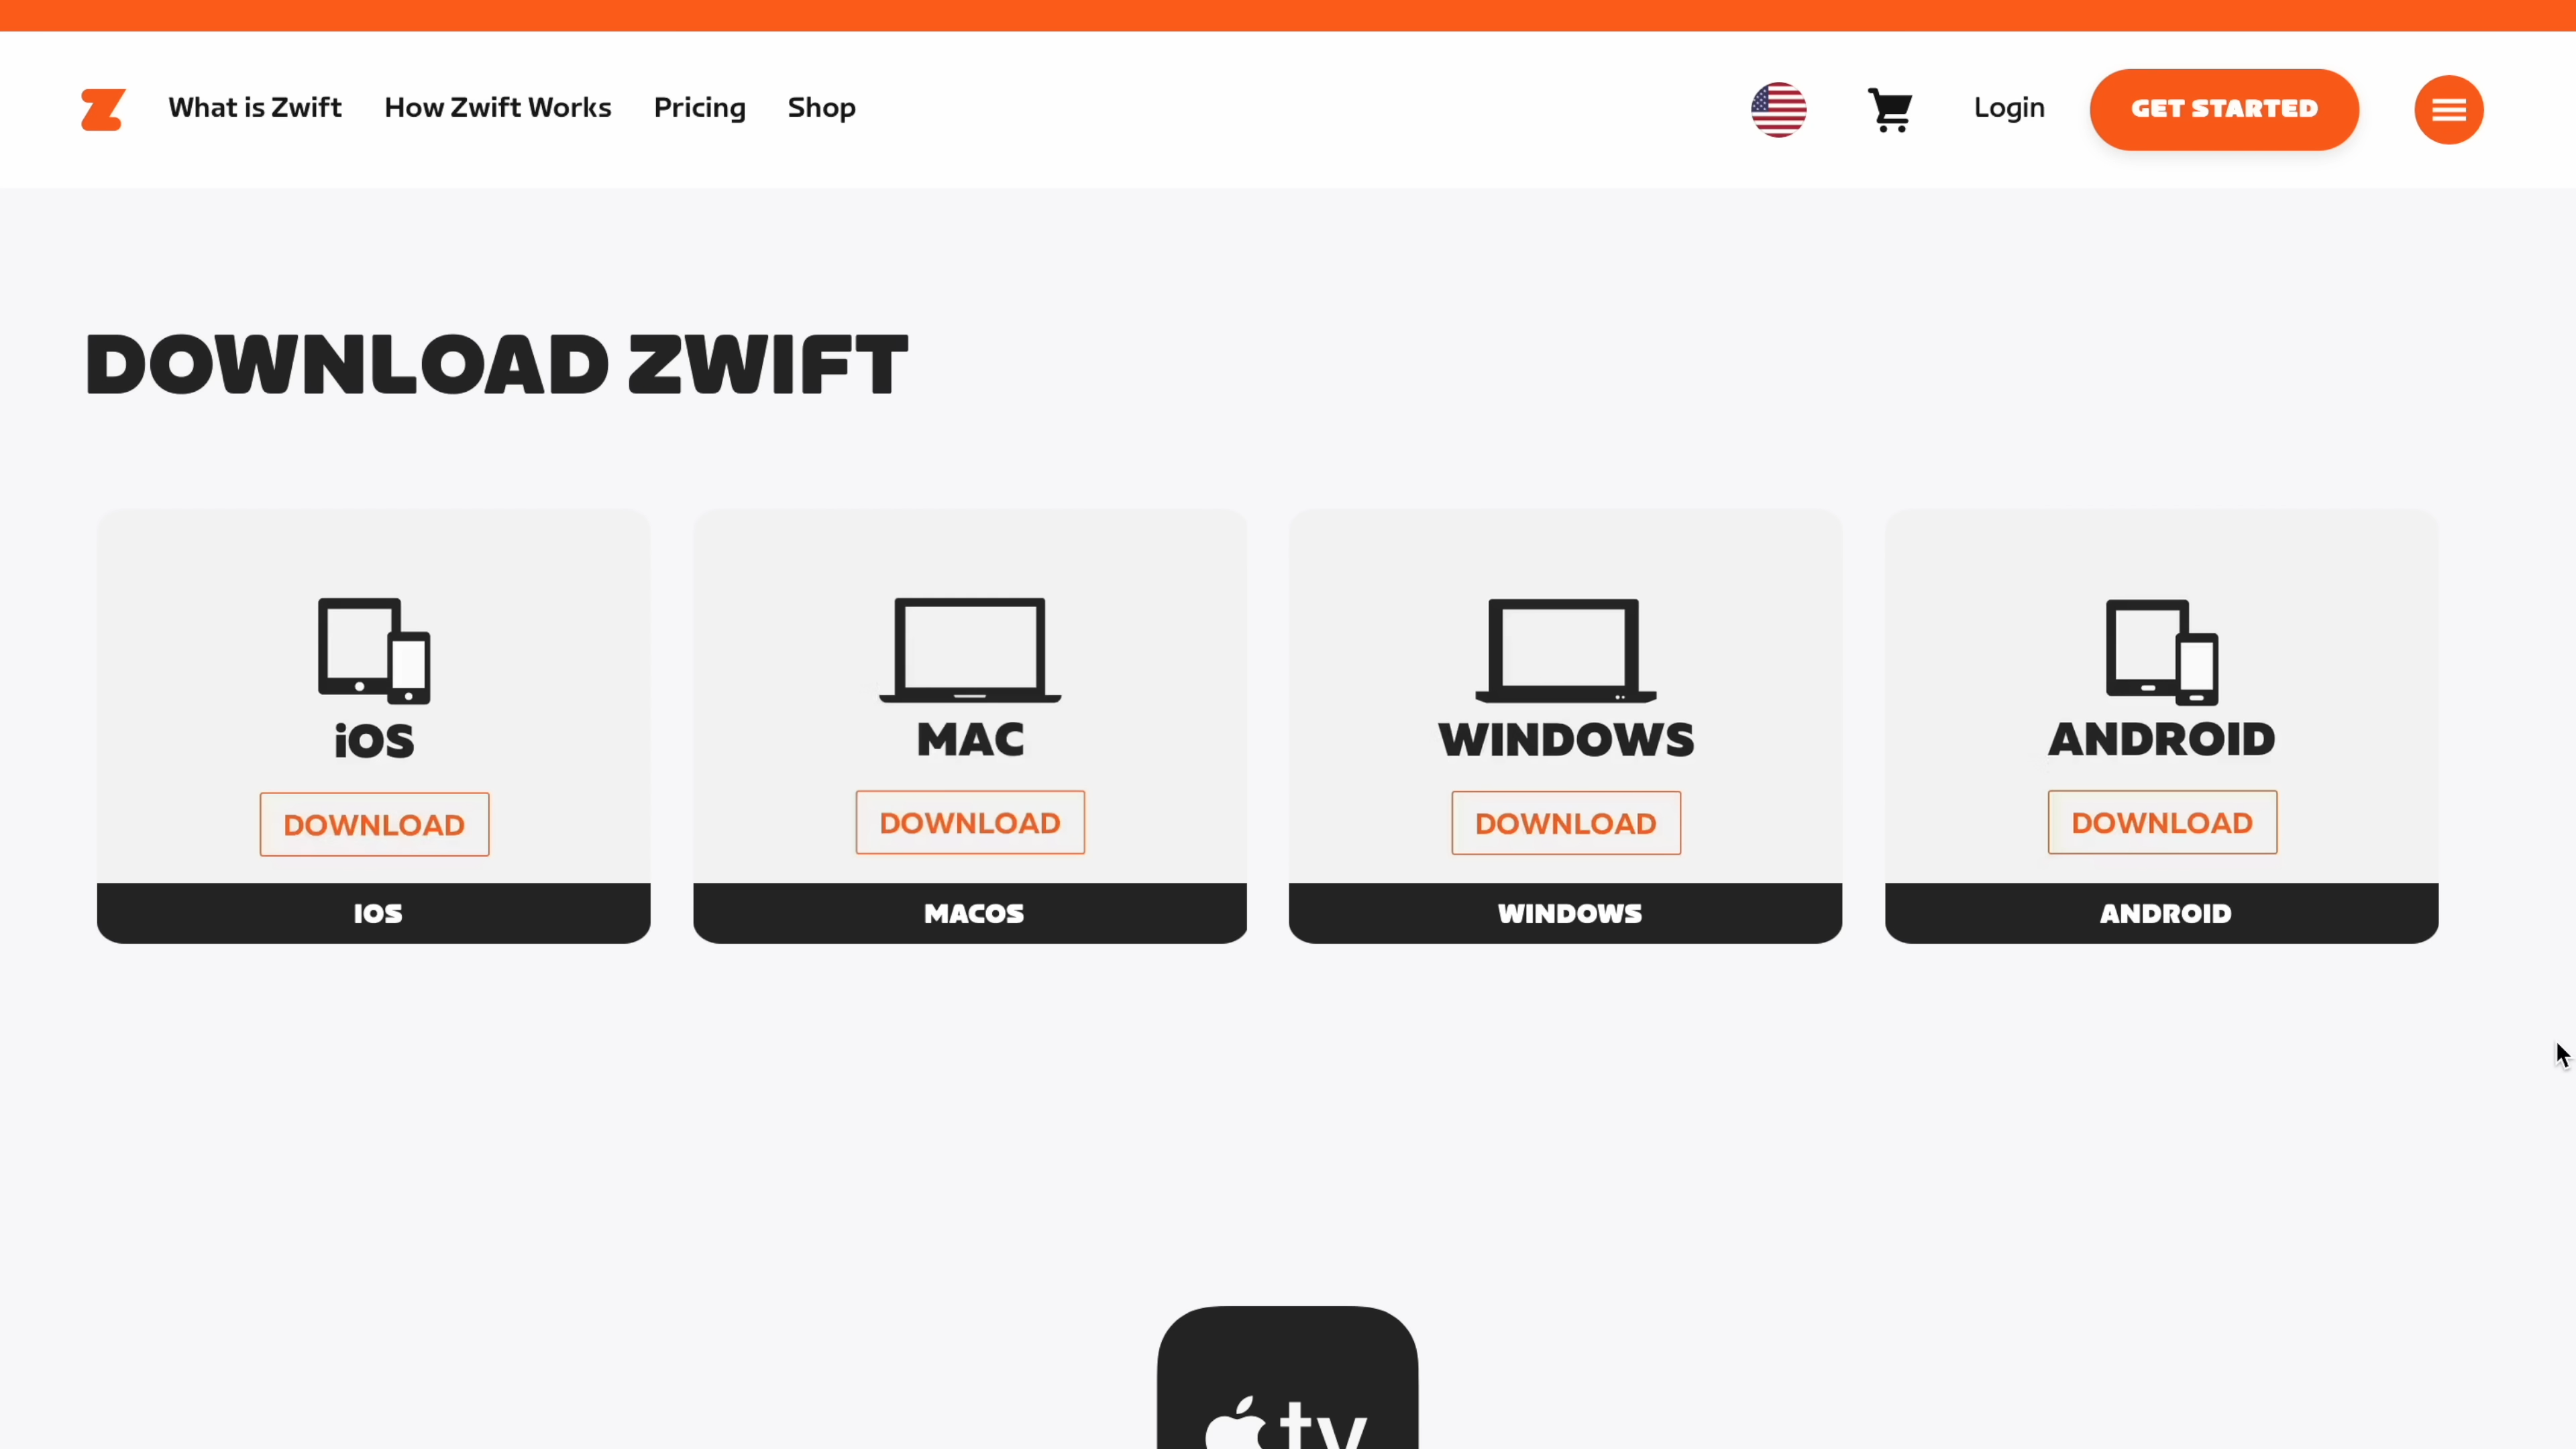 What is Zwift How Zwift Works Pricing Shop Login GET STARTED
DOWNLOAD ZWIFT
iOS MAC WINDOWS ANDROID
DOWNLOAD DOWNLOAD DOWNLOAD DOWNLOAD
IOS MACOS WINDOWS ANDROID
tv